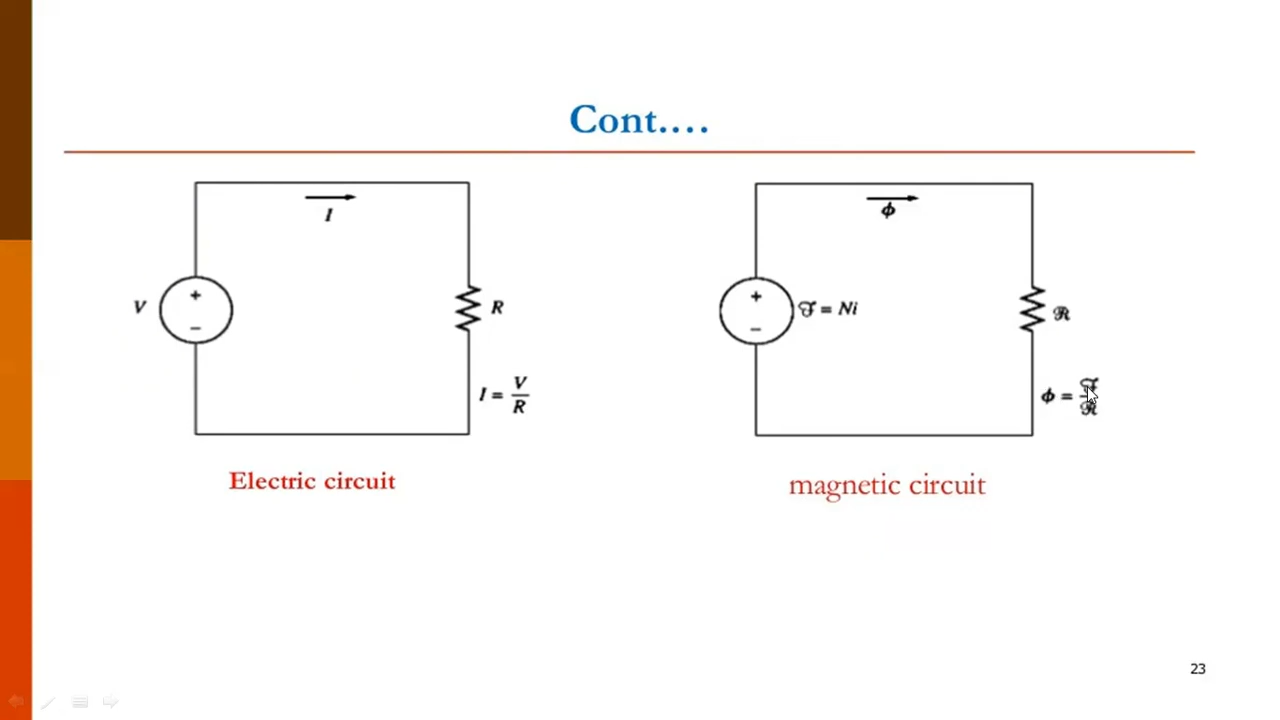 Cont....
I
V
+
−
R
I = V/R
Electric circuit
ϕ
+
−
ℱ = Ni
ℛ
ϕ = ℱ/ℛ
magnetic circuit
23